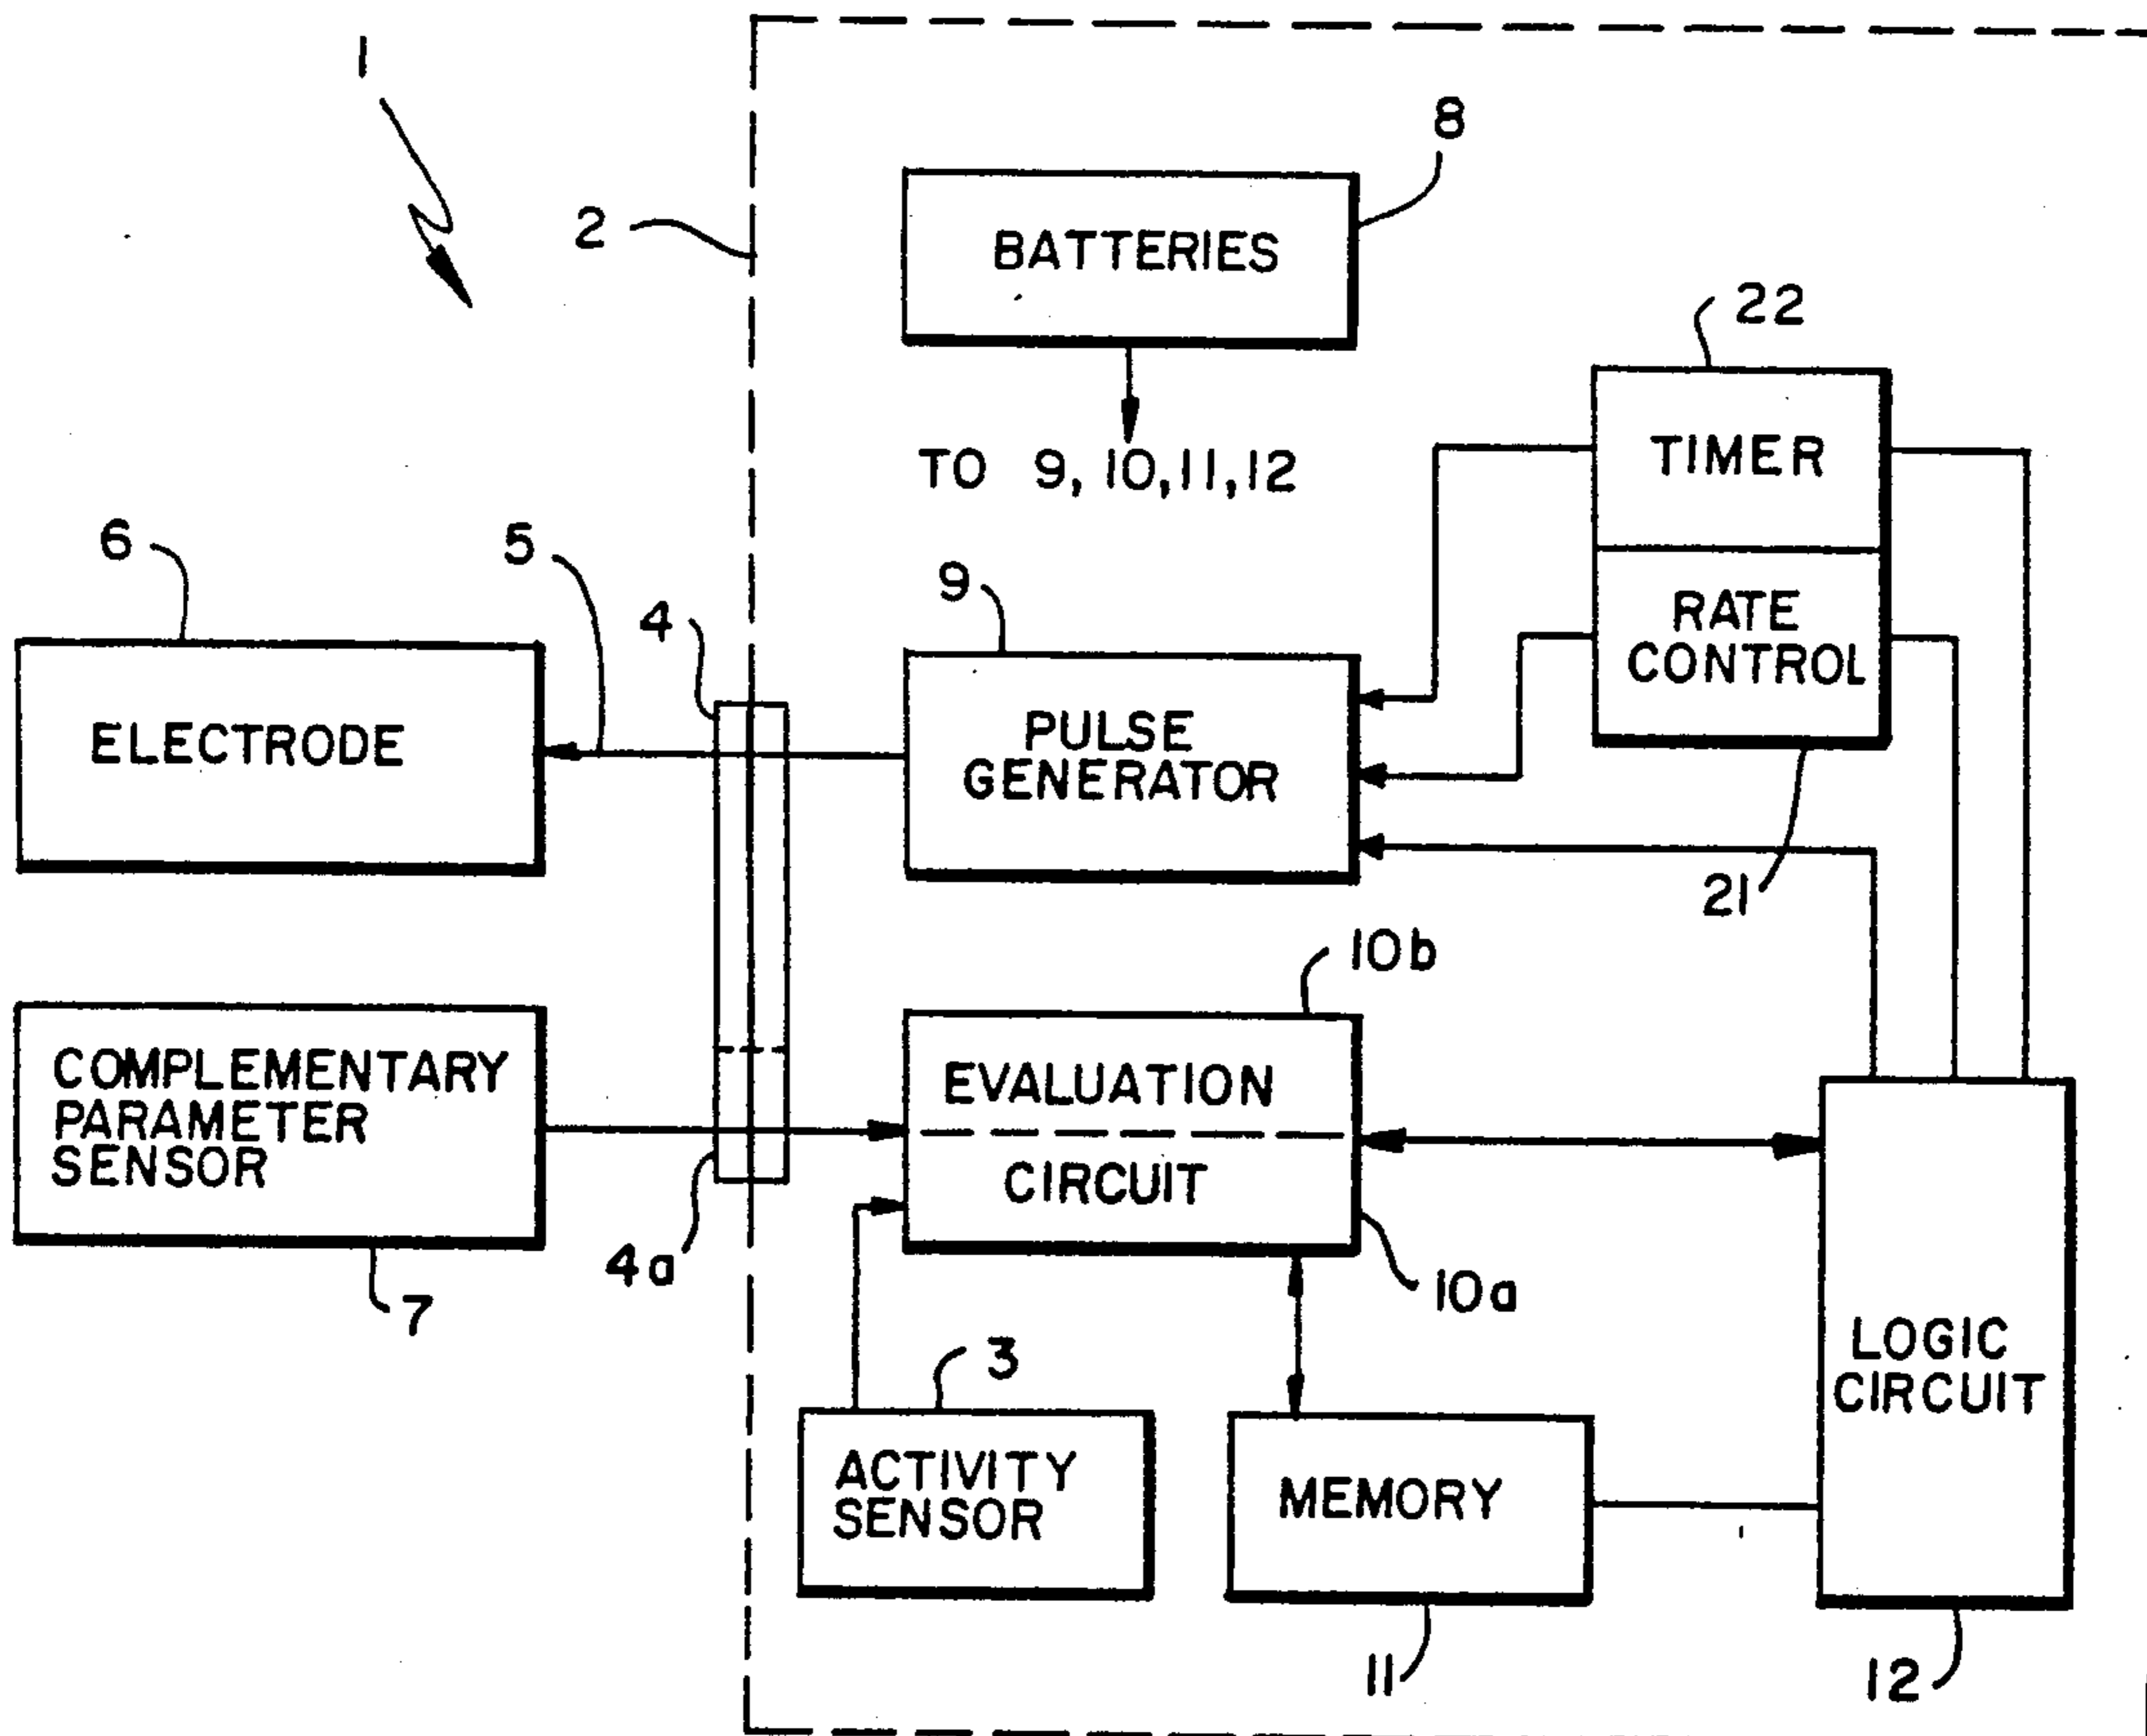 1
2
BATTERIES
8
TO 9, 10, 11, 12
22
TIMER
RATE
CONTROL
21
6
5
4
9
ELECTRODE
PULSE
GENERATOR
10b
COMPLEMENTARY
PARAMETER
SENSOR
7
4a
EVALUATION
CIRCUIT
10a
3
ACTIVITY
SENSOR
MEMORY
11
LOGIC
CIRCUIT
12